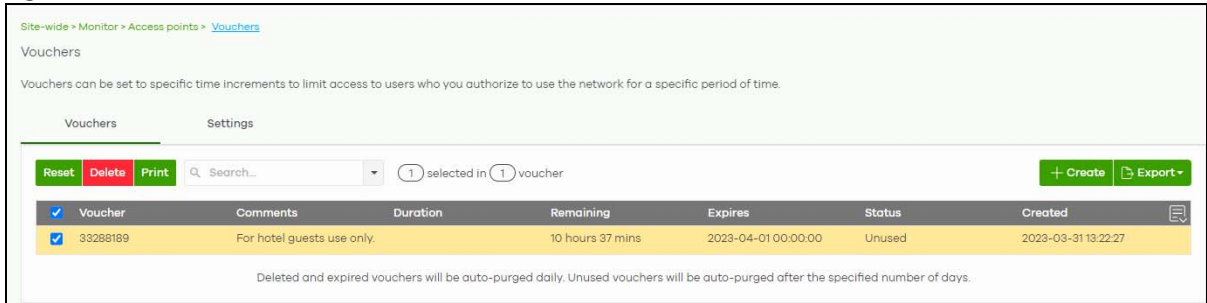 Site-wide > Monitor > Access points > Vouchers
Vouchers
Vouchers can be set to specific time increments to limit access to users who you authorize to use the network for a specific period of time.
Vouchers Settings
Reset Delete Print Search... 1 selected in 1 voucher + Create Export
Voucher Comments Duration Remaining Expires Status Created
33288189 For hotel guests use only. 10 hours 37 mins 2023-04-01 00:00:00 Unused 2023-03-31 13:22:27
Deleted and expired vouchers will be auto-purged daily. Unused vouchers will be auto-purged after the specified number of days.